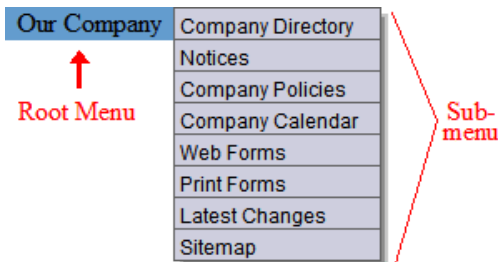 Our Company
Company Directory
Notices
Company Policies
Root Menu
Company Calendar
Sub-
menu
Web Forms
Print Forms
Latest Changes
Sitemap